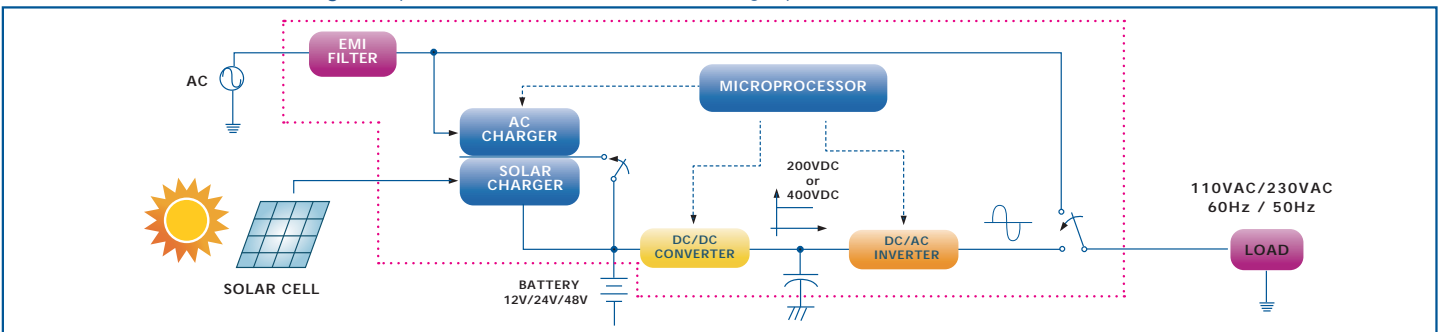 EMI
FILTER
AC
MICROPROCESSOR
AC
CHARGER
SOLAR
CHARGER
200VDC
or
400VDC
110VAC/230VAC
60Hz / 50Hz
DC/DC
CONVERTER
DC/AC
INVERTER
LOAD
SOLAR CELL
BATTERY
12V/24V/48V